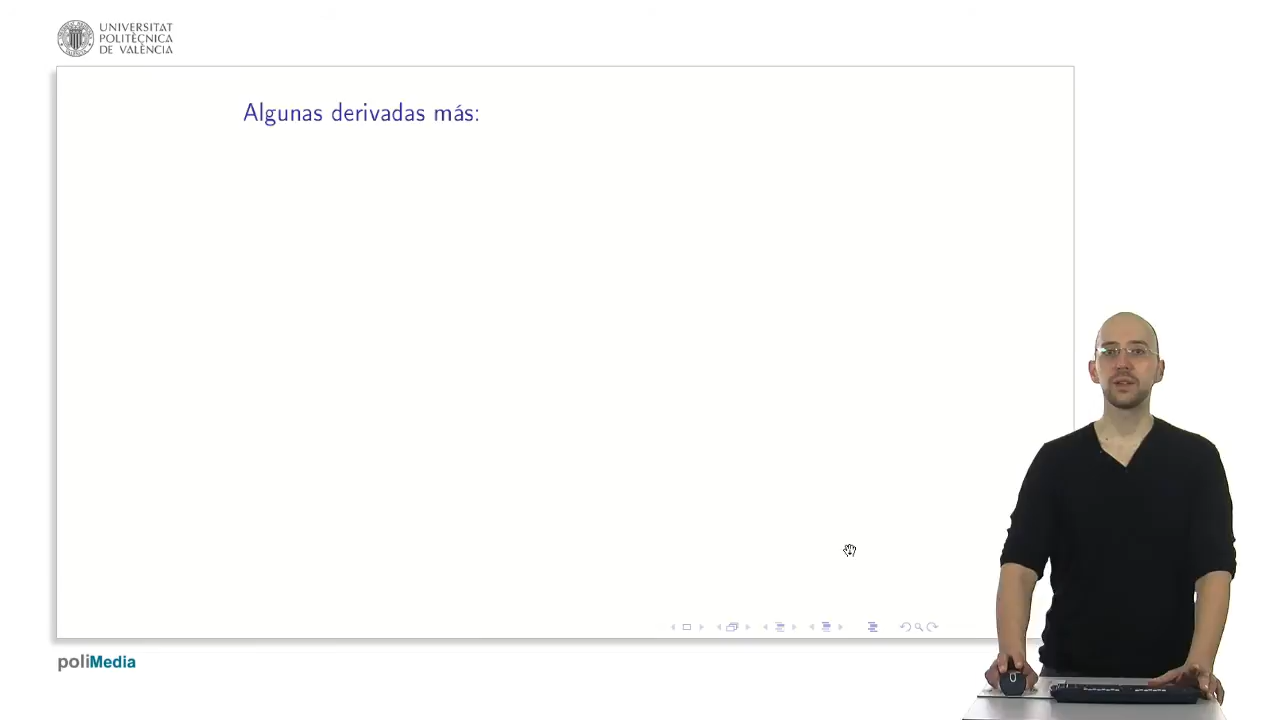 UNIVERSITAT
POLITÈCNICA
DE VALÈNCIA
Algunas derivadas más:
poliMedia